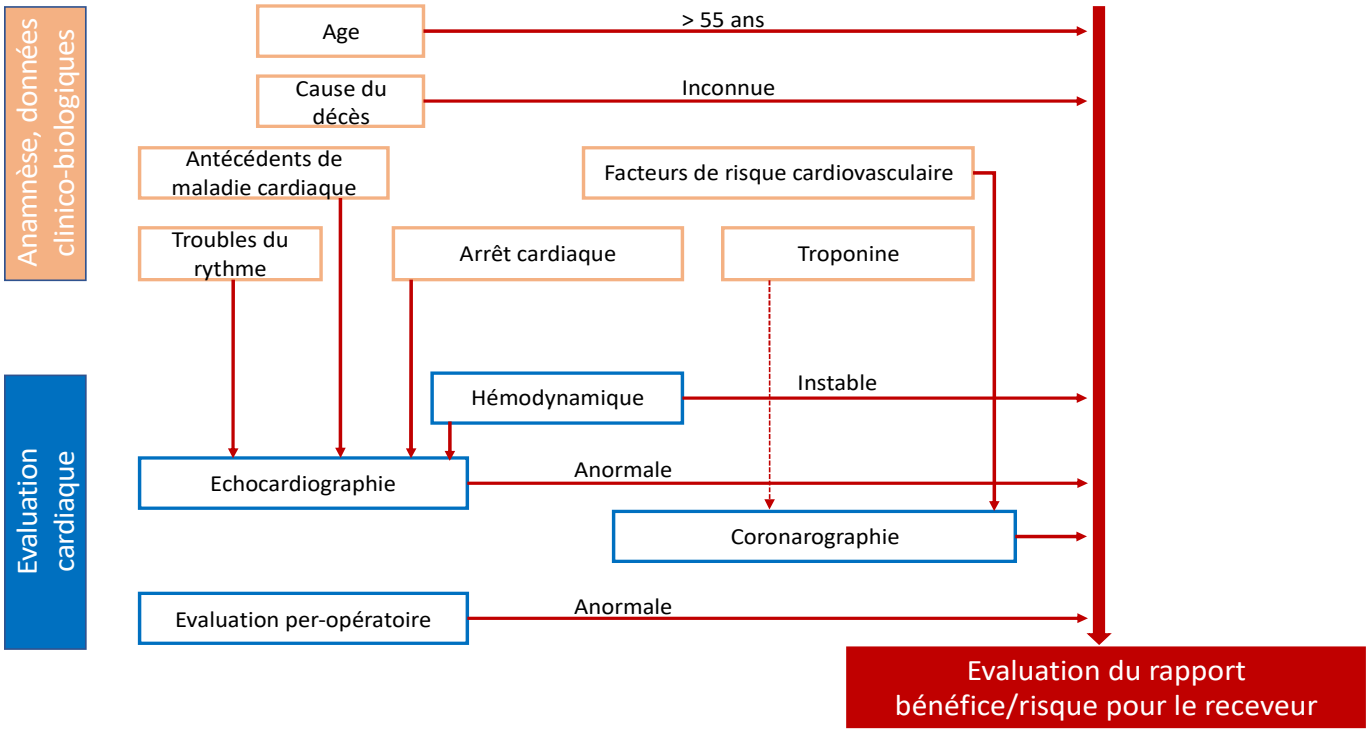 Anamnèse, données
clinico-biologiques
Age
> 55 ans
Cause du
décès
Inconnue
Antécédents de
maladie cardiaque
Facteurs de risque cardiovasculaire
Troubles du
rythme
Arrêt cardiaque
Troponine
Evaluation
cardiaque
Hémodynamique
Instable
Echocardiographie
Anormale
Coronarographie
Evaluation per-opératoire
Anormale
Evaluation du rapport
bénéfice/risque pour le receveur